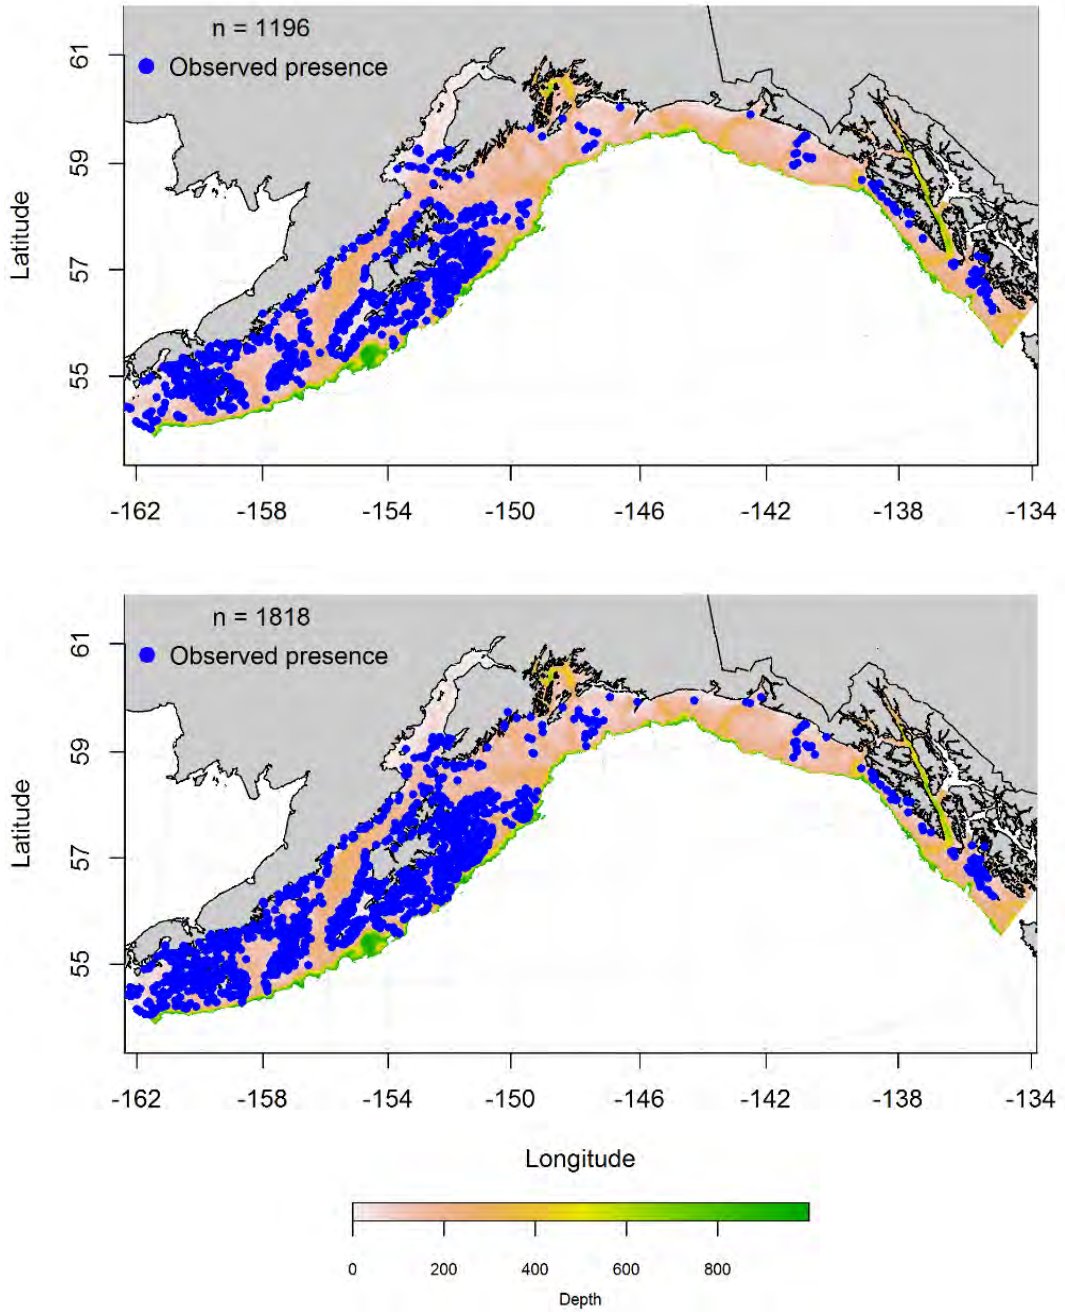 n = 1196
Observed presence
61
59
57
55
Latitude
-162 -158 -154 -150 -146 -142 -138 -134
n = 1818
Observed presence
61
59
57
55
Latitude
-162 -158 -154 -150 -146 -142 -138 -134
Longitude
0 200 400 600 800
Depth